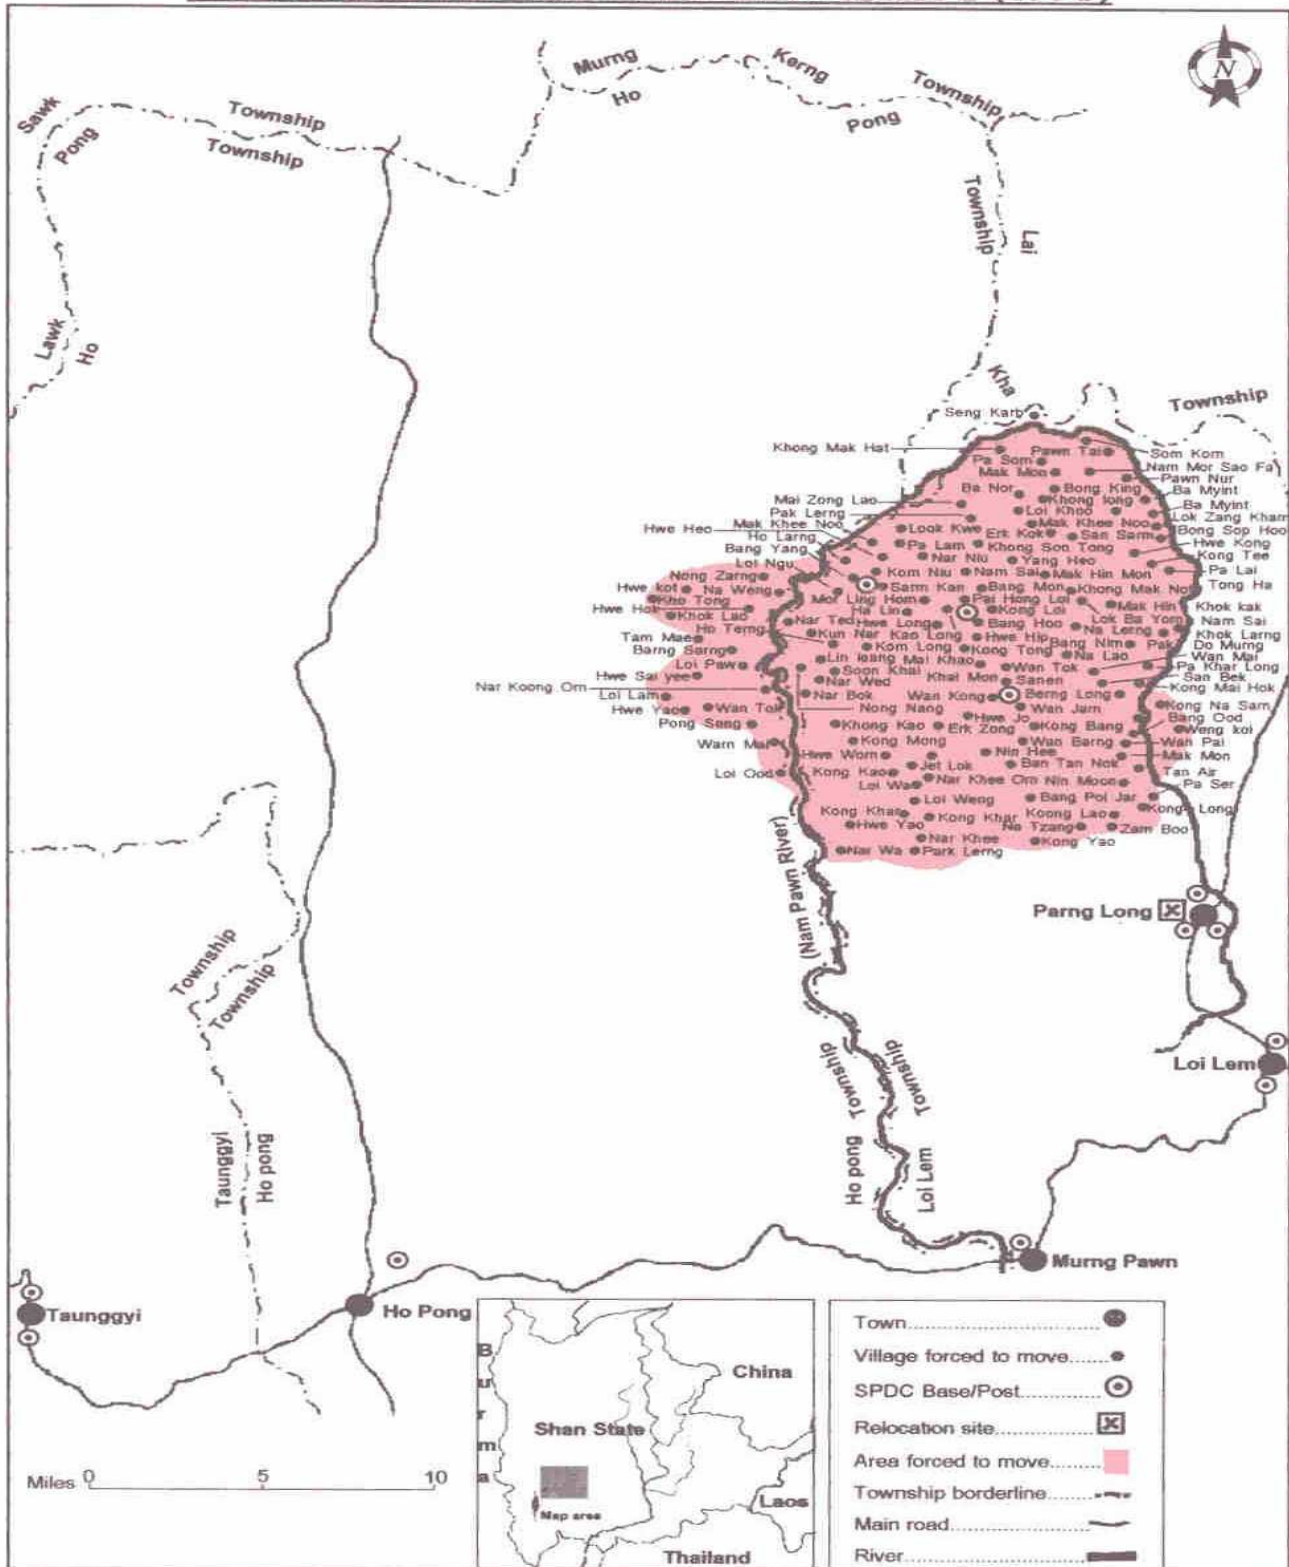 Murng Kerng Township
Ho Pong
Sawk Township
Pong Township
Township
Lai
Lawk
Ho
Kha
Township
Seng Karb
Khong Mak Hat
Pawn Tai
Som Kom
Pa Som
Nam Mor Sao Fa
Mak Mon
Pawn Nur
Ba Nor
Bong King
Ba Myint
Mai Zong Lao
Khong long
Ba Myint
Pak Lerng
Loi Khoo
Lok Zang Kham
Mak Khee Noo
Mak Khee Noo
Bong Sop Hoo
Hwe Heo
Look Kwe
Erk Kok
San Sarm
Hwe Kong
Ho Larng
Pa Lam
Khong Soo Tong
Kong Tee
Bang Yang
Nar Niu
Yang Heo
Pa Lai
Loi Ngu
Kom Niu
Nam Sai
Mak Hin Mon
Tong Ha
Nong Zarng
Sarm Kan
Bang Mon
Khong Mak No
Hwe kot
Na Weng
Mor Ling Hom
Pai Hong Loi
Mak Hin
Khok kak
Kho Tong
Ha Lin
Kong Loi
Lok Ba Yom
Nam Sai
Hwe Hok
Khok Lao
Nar Ted
Hwe Long
Bang Hoo
Na Lerng
Khok Larng
Ho Terng
Kun Nar Kao Long
Hwe Hip
Bang Nim
Pak
Do Murng
Tam Mae
Kom Long
Kong Tong
Na Lao
Wan Mai
Barng Sarng
Lin leang
Mai Khao
Wan Tok
Pa Khar Long
Loi Paw
Soon Khai
Khai Mon
Sanen
San Bek
Hwe Sai yee
Nar Wed
Kong Mai Hok
Nar Koong Orn
Nar Bok
Wan Kong
Berng Long
Loi Lam
Kong Na Sam
Hwe Yao
Wan Tok
Nong Nang
Wan Jam
Bang Ood
Pong Seng
Khong Kao
Erk Zong
Hwe Jo
Kong Bang
Weng koi
Warn Mai
Kong Mong
Wan Barng
Wan Pai
Hwe Worn
Nin Hee
Mak Mon
Loi Ood
Kong Kao
Jet Lok
Ban Tan Nok
Tan Air
Loi Wa
Nar Khee Orn
Nin Moon
Pa Ser
Loi Weng
Bang Poi Jar
Kong Long
Kong Khar
Kong Khar
Koong Lao
Hwe Yao
Na Tzang
Zam Boo
Nar Khee
Kong Yao
Nar Wa
Park Lerng
(Nam Pawn River)
Parng Long
Township
Township
Loi Lem
Ho pong Township
Loi Lem Township
Taunggyi
Ho pong
Murng Pawn
Taunggyi
Ho Pong
Burma
China
Shan State
Map area
Laos
Thailand
Miles 0 5 10
Town
Village forced to move
SPDC Base/Post
Relocation site
Area forced to move
Township borderline
Main road
River
N